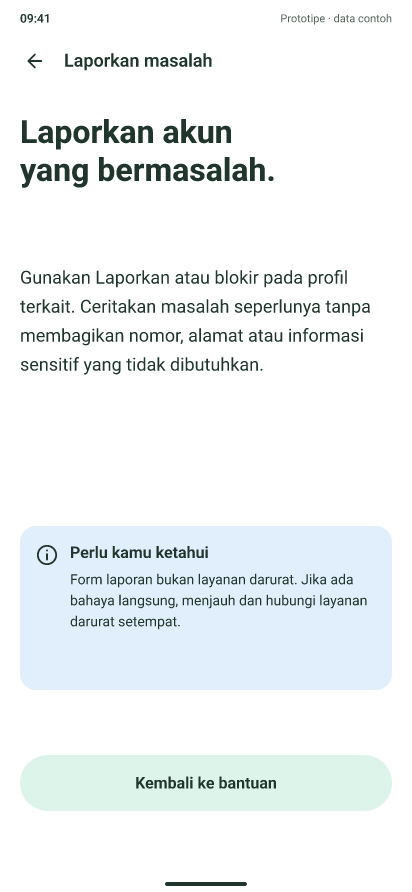 09:41
Prototipe · data contoh
Laporkan masalah
Laporkan akun
yang bermasalah.
Gunakan Laporkan atau blokir pada profil
terkait. Ceritakan masalah seperlunya tanpa
membagikan nomor, alamat atau informasi
sensitif yang tidak dibutuhkan.
Perlu kamu ketahui
Form laporan bukan layanan darurat. Jika ada
bahaya langsung, menjauh dan hubungi layanan
darurat setempat.
Kembali ke bantuan